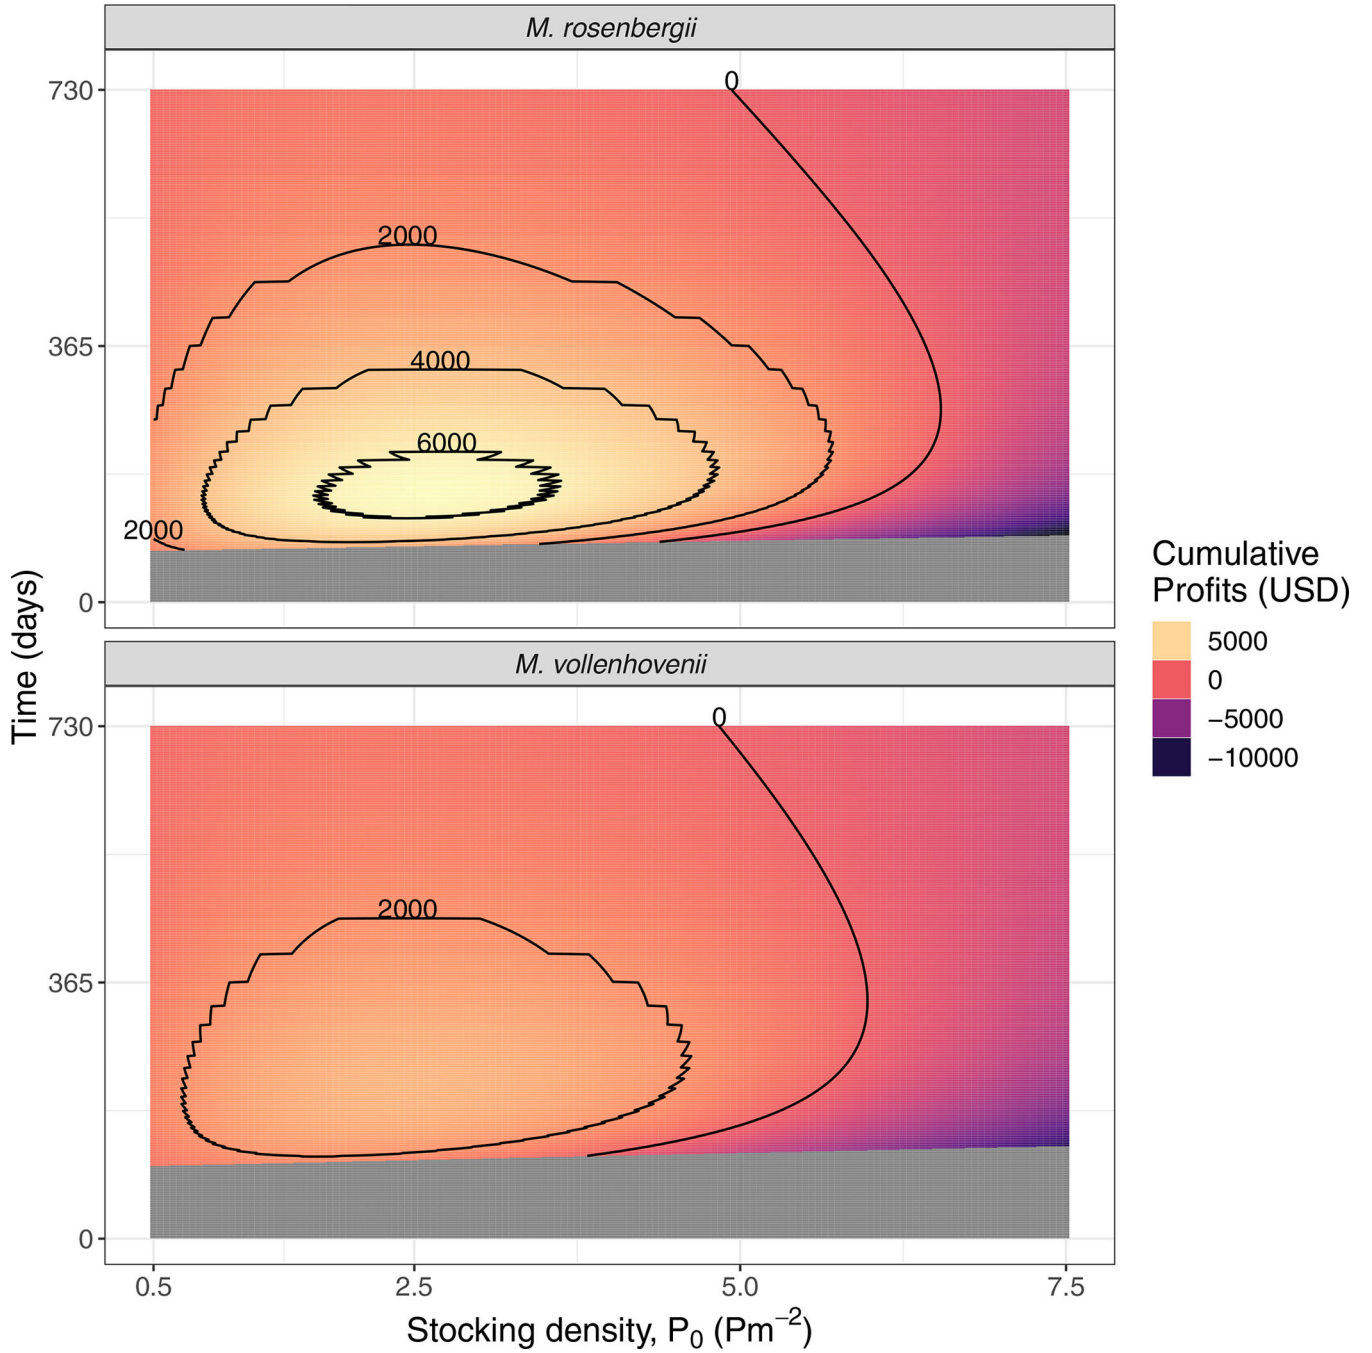 M. rosenbergii
0
730
2000
365
4000
6000
2000
0
M. vollenhovenii
0
730
2000
365
0
0.5 2.5 5.0 7.5
Time (days)
Stocking density, P₀ (Pm⁻²)
Cumulative
Profits (USD)
5000
0
−5000
−10000